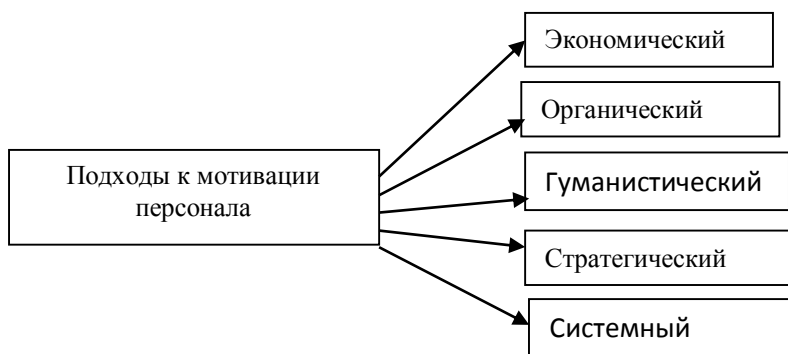 Экономический
Органический
Подходы к мотивации
персонала
Гуманистический
Стратегический
Системный